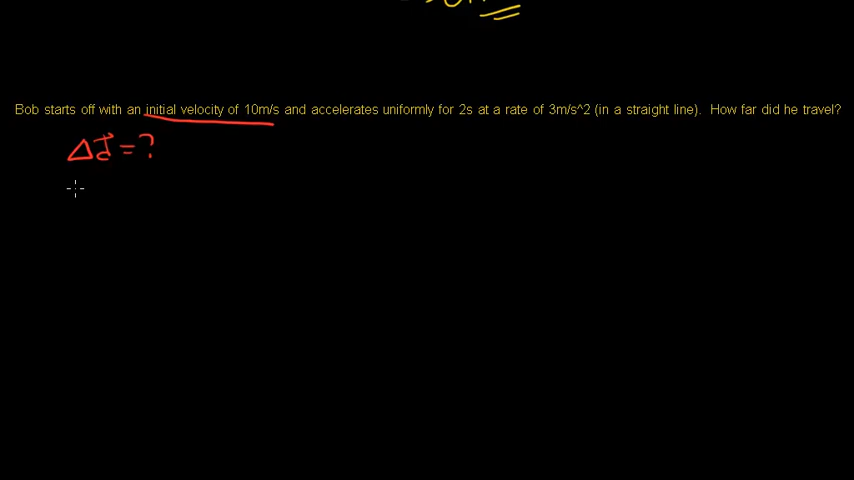 Bob starts off with an initial velocity of 10m/s and accelerates uniformly for 2s at a rate of 3m/s^2 (in a straight line).  How far did he travel?
Δd⃗ = ?